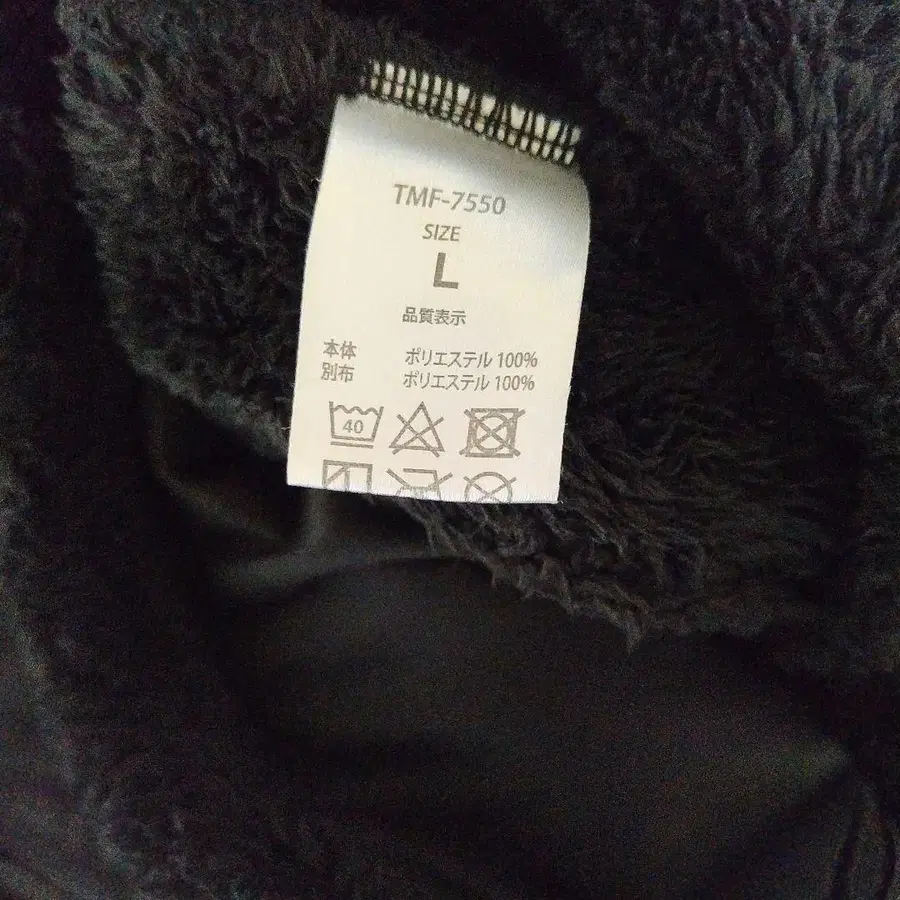 TMF-7550
SIZE
L
品質表示
本体 ポリエステル 100%
別布 ポリエステル 100%
40